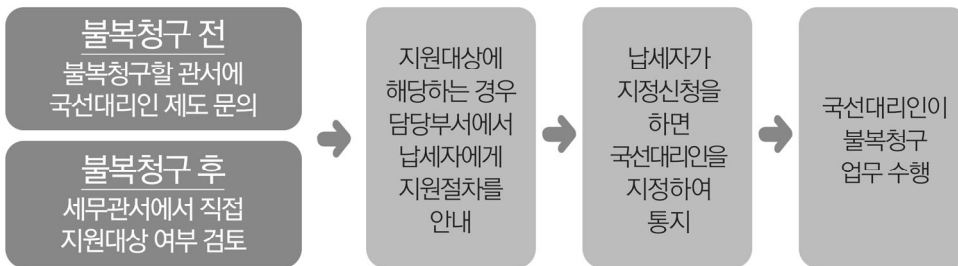 불복청구 전
불복청구할 관서에
국선대리인 제도 문의
불복청구 후
세무관서에서 직접
지원대상 여부 검토
지원대상에
해당하는 경우
담당부서에서
납세자에게
지원절차를
안내
납세자가
지정신청을
하면
국선대리인을
지정하여
통지
국선대리인이
불복청구
업무 수행